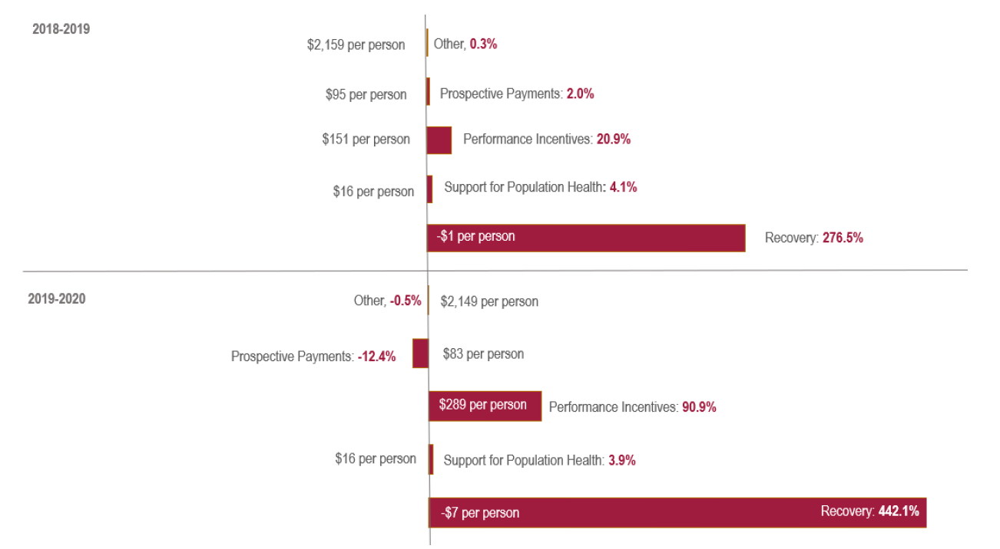 2018-2019
$2,159 per person
Other, 0.3%
$95 per person
Prospective Payments: 2.0%
$151 per person
Performance Incentives: 20.9%
$16 per person
Support for Population Health: 4.1%
-$1 per person
Recovery: 276.5%
2019-2020
Other, -0.5%
$2,149 per person
Prospective Payments: -12.4%
$83 per person
$289 per person
Performance Incentives: 90.9%
$16 per person
Support for Population Health: 3.9%
-$7 per person
Recovery: 442.1%